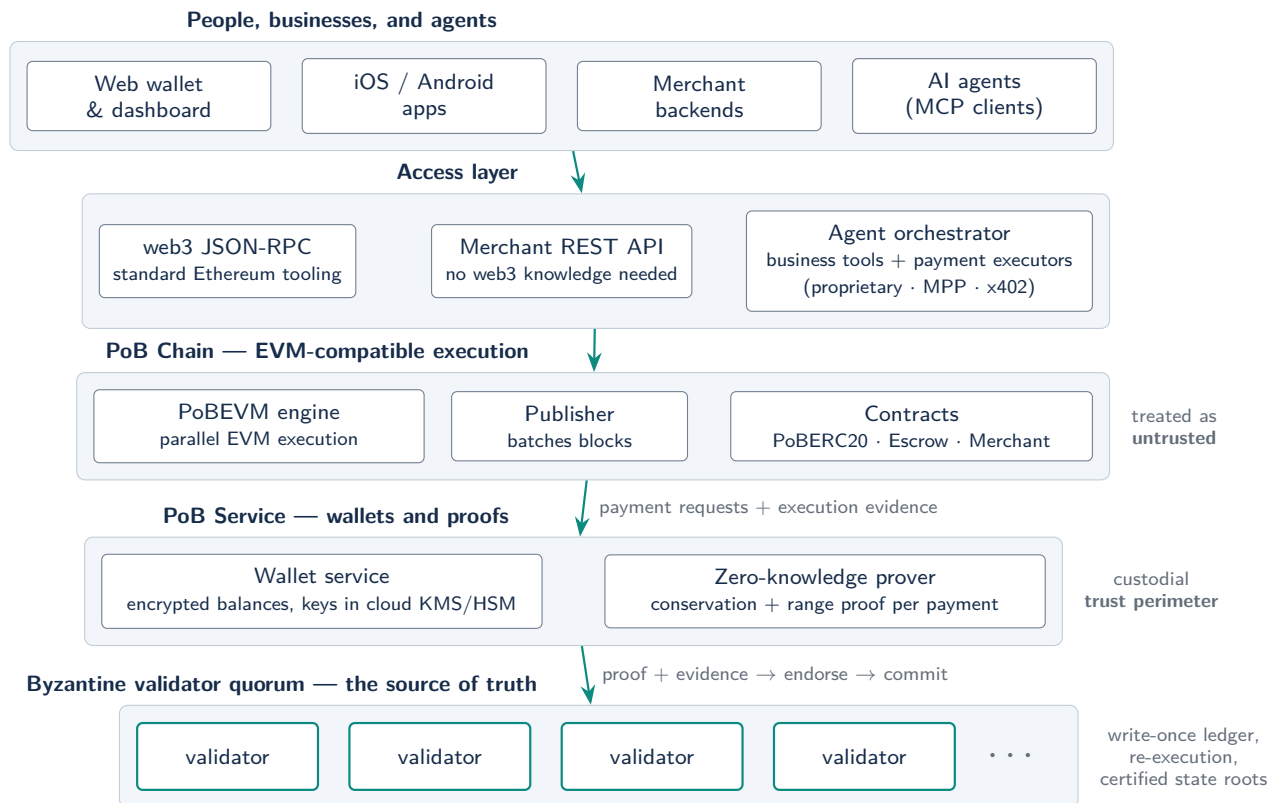 People, businesses, and agents
Web wallet
& dashboard
iOS / Android
apps
Merchant
backends
AI agents
(MCP clients)
Access layer
web3 JSON-RPC
standard Ethereum tooling
Merchant REST API
no web3 knowledge needed
Agent orchestrator
business tools + payment executors
(proprietary · MPP · x402)
PoB Chain — EVM-compatible execution
PoBEVM engine
parallel EVM execution
Publisher
batches blocks
Contracts
PoBERC20 · Escrow · Merchant
treated as
untrusted
payment requests + execution evidence
PoB Service — wallets and proofs
Wallet service
encrypted balances, keys in cloud KMS/HSM
Zero-knowledge prover
conservation + range proof per payment
custodial
trust perimeter
proof + evidence → endorse → commit
Byzantine validator quorum — the source of truth
validator
validator
validator
validator
· · ·
write-once ledger,
re-execution,
certified state roots